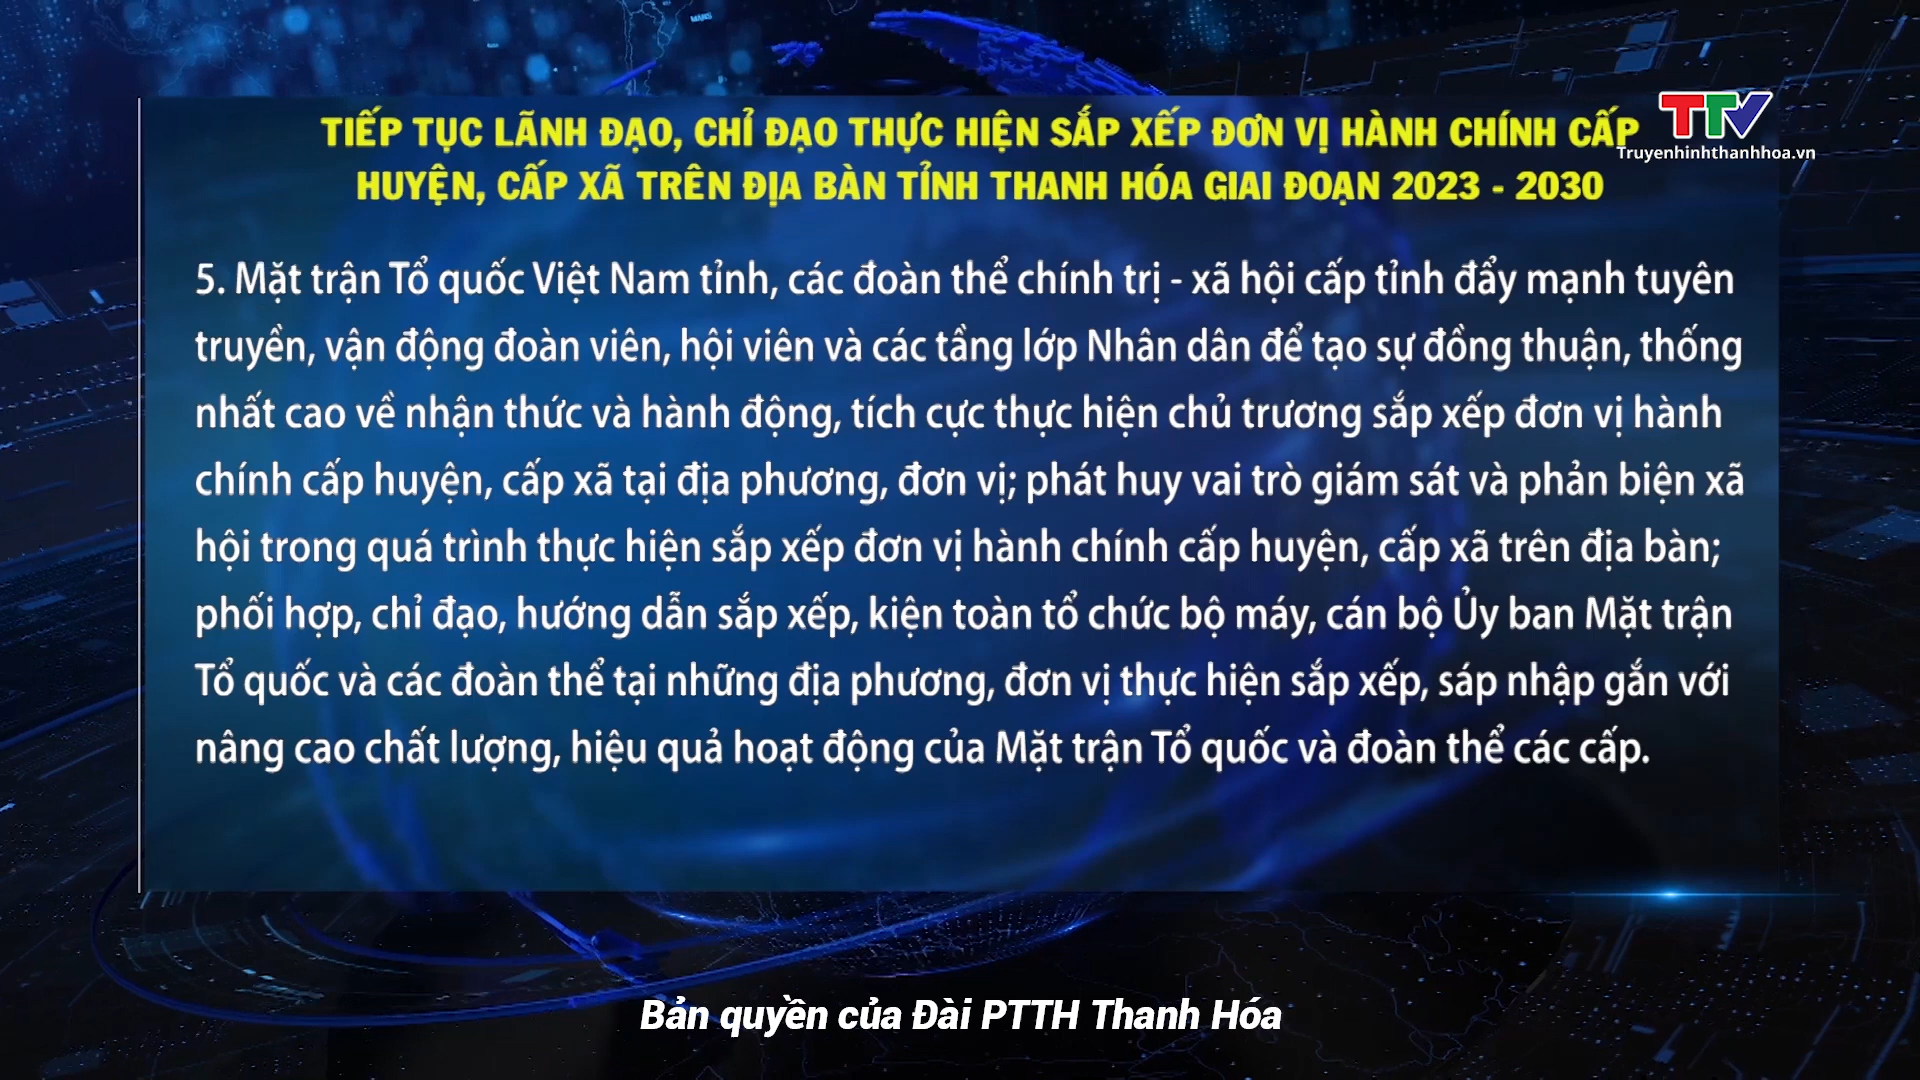 TIẾP TỤC LÃNH ĐẠO, CHỈ ĐẠO THỰC HIỆN SẮP XẾP ĐƠN VỊ HÀNH CHÍNH CẤP
HUYỆN, CẤP XÃ TRÊN ĐỊA BÀN TỈNH THANH HÓA GIAI ĐOẠN 2023 - 2030
TTV
Truyenhinhthanhhoa.vn
5. Mặt trận Tổ quốc Việt Nam tỉnh, các đoàn thể chính trị - xã hội cấp tỉnh đẩy mạnh tuyên
truyền, vận động đoàn viên, hội viên và các tầng lớp Nhân dân để tạo sự đồng thuận, thống
nhất cao về nhận thức và hành động, tích cực thực hiện chủ trương sắp xếp đơn vị hành
chính cấp huyện, cấp xã tại địa phương, đơn vị; phát huy vai trò giám sát và phản biện xã
hội trong quá trình thực hiện sắp xếp đơn vị hành chính cấp huyện, cấp xã trên địa bàn;
phối hợp, chỉ đạo, hướng dẫn sắp xếp, kiện toàn tổ chức bộ máy, cán bộ Ủy ban Mặt trận
Tổ quốc và các đoàn thể tại những địa phương, đơn vị thực hiện sắp xếp, sáp nhập gắn với
nâng cao chất lượng, hiệu quả hoạt động của Mặt trận Tổ quốc và đoàn thể các cấp.
Bản quyền của Đài PTTH Thanh Hóa